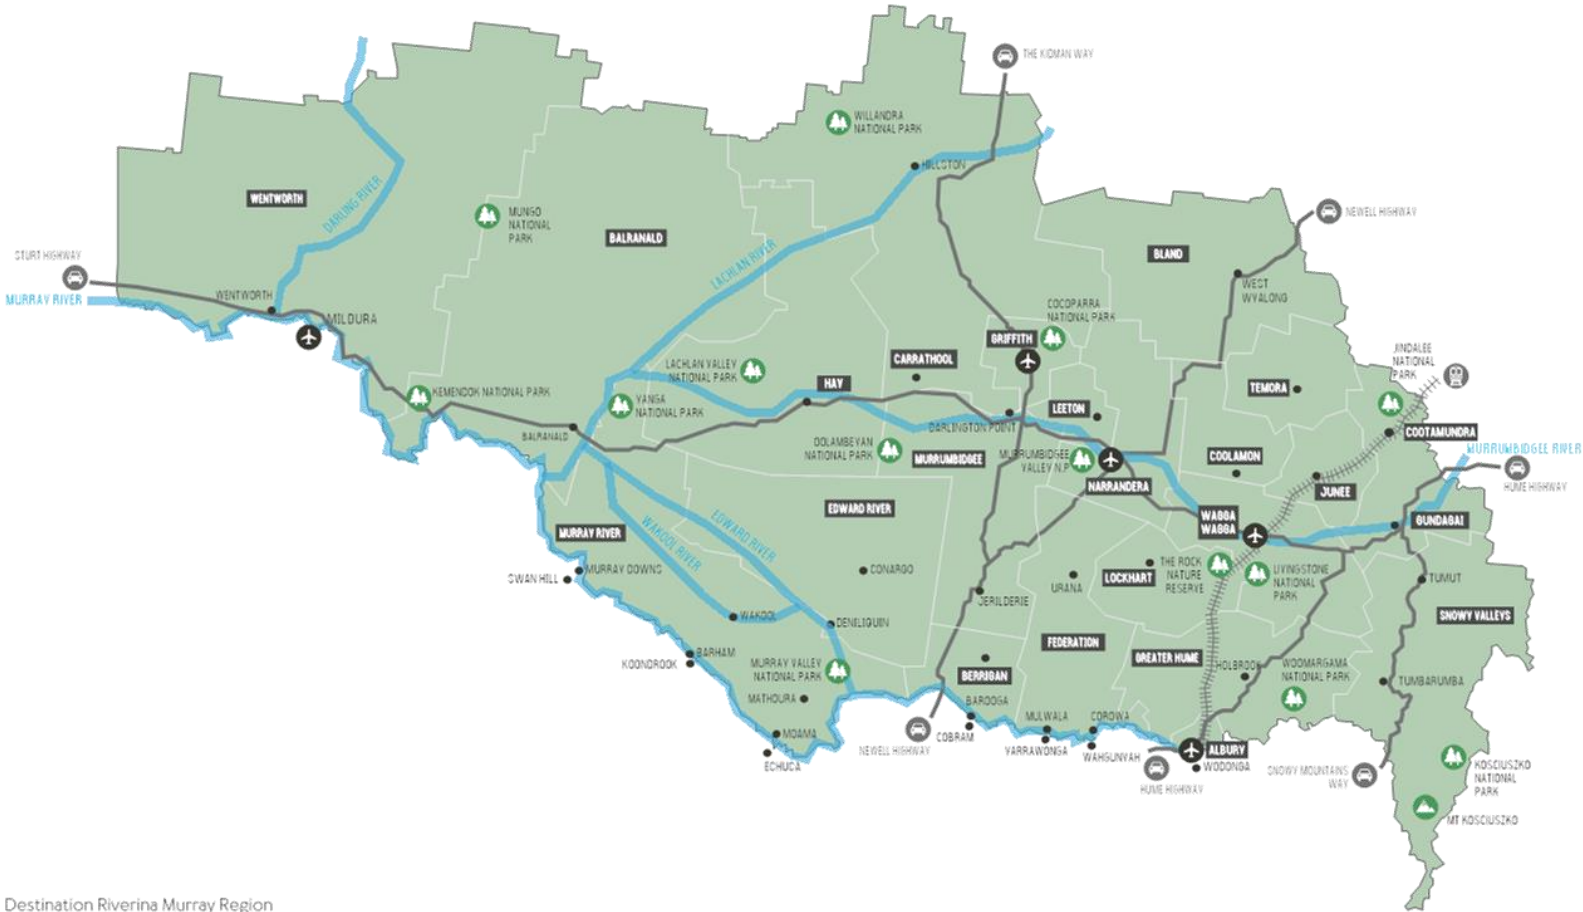 THE KIDMAN WAY
WILLANDRA
NATIONAL PARK
HILLSTON
WENTWORTH
DARLING RIVER
MUNGO
NATIONAL
PARK
BALRANALD
NEWELL HIGHWAY
BLAND
STURT HIGHWAY
MURRAY RIVER
WENTWORTH
MILDURA
LACHLAN RIVER
WEST
WYALONG
COCOPARRA
NATIONAL PARK
GRIFFITH
CARRATHOOL
LACHLAN VALLEY
NATIONAL PARK
HAY
JINDALEE
NATIONAL
PARK
TEMORA
KEMENDOK NATIONAL PARK
YANGA
NATIONAL PARK
LEETON
BALRANALD
DARLINGTON POINT
COOTAMUNDRA
OOLAMBEYAN
NATIONAL PARK
MURRUMBIDGEE
MURRUMBIDGEE
VALLEY N.P
COOLAMON
MURRUMBIDGEE RIVER
HUME HIGHWAY
NARRANDERA
JUNEE
EDWARD RIVER
WAGGA
WAGGA
GUNDAGAI
MURRAY RIVER
WAKOOL RIVER
EDWARD RIVER
SWAN HILL
MURRAY DOWNS
CONARGO
URANA
LOCKHART
THE ROCK
NATURE
RESERVE
LIVINGSTONE
NATIONAL
PARK
TUMUT
JERILDERIE
SNOWY VALLEYS
WAKOOL
DENILIQUIN
FEDERATION
GREATER HUME
KOONDROOK
BARHAM
MURRAY VALLEY
NATIONAL PARK
BERRIGAN
HOLBROOK
WOOMARGAMA
NATIONAL PARK
TUMBARUMBA
MATHOURA
BAROOGA
MULWALA
COROWA
MOAMA
ECHUCA
NEWELL HIGHWAY
COBRAM
YARRAWONGA
WAHGUNYAH
ALBURY
WODONGA
HUME HIGHWAY
SNOWY MOUNTAINS
WAY
KOSCIUSZKO
NATIONAL
PARK
MT KOSCIUSZKO
Destination Riverina Murray Region